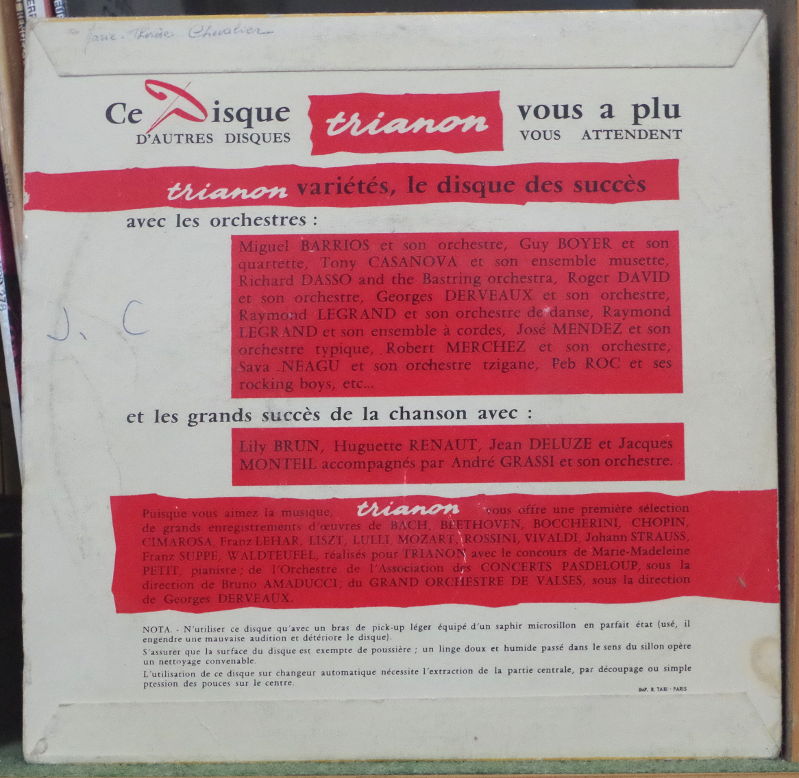 Marie-Thérèse Chevalier
Ce Disque trianon vous a plu
D'AUTRES DISQUES VOUS ATTENDENT
trianon variétés, le disque des succès
avec les orchestres :
Miguel BARRIOS et son orchestre, Guy BOYER et son
quartette, Tony CASANOVA et son ensemble musette,
Richard DASSO and the Bastring orchestra, Roger DAVID
et son orchestre, Georges DERVEAUX et son orchestre,
Raymond LEGRAND et son orchestre de danse, Raymond
LEGRAND et son ensemble à cordes, José MENDEZ et son
orchestre typique, Robert MERCHEZ et son orchestre,
Sava NEAGU et son orchestre tzigane, Peb ROC et ses
rocking boys, etc...
J. C
et les grands succès de la chanson avec :
Lily BRUN, Huguette RENAUT, Jean DELUZE et Jacques
MONTEIL accompagnés par André GRASSI et son orchestre.
Puisque vous aimez la musique, trianon vous offre une première sélection
de grands enregistrements d'œuvres de BACH, BEETHOVEN, BOCCHERINI, CHOPIN,
CIMAROSA, Franz LEHAR, LISZT, LULLI, MOZART, ROSSINI, VIVALDI, Johann STRAUSS,
Franz SUPPE, WALDTEUFEL, réalisés pour TRIANON avec le concours de Marie-Madeleine
PETIT, pianiste ; de l'Orchestre de l'Association des CONCERTS PASDELOUP, sous la
direction de Bruno AMADUCCI ; du GRAND ORCHESTRE DE VALSES, sous la direction
de Georges DERVEAUX.
NOTA. - N'utiliser ce disque qu'avec un bras de pick-up léger équipé d'un saphir microsillon en parfait état (usé, il
engendre une mauvaise audition et détériore le disque).
S'assurer que la surface du disque est exempte de poussière ; un linge doux et humide passé dans le sens du sillon opère
un nettoyage convenable.
L'utilisation de ce disque sur changeur automatique nécessite l'extraction de la partie centrale, par découpage ou simple
pression des pouces sur le centre.
IMP. R. TARI - PARIS